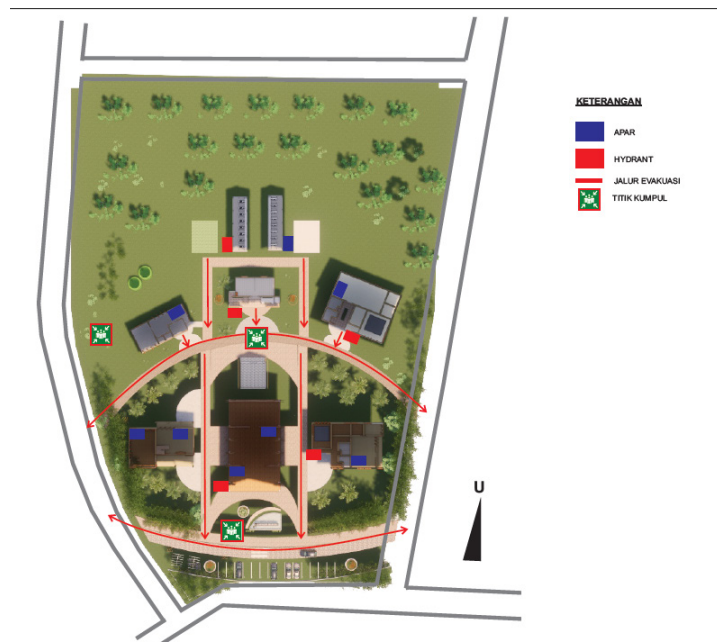 KETERANGAN
APAR
HYDRANT
JALUR EVAKUASI
TITIK KUMPUL
U